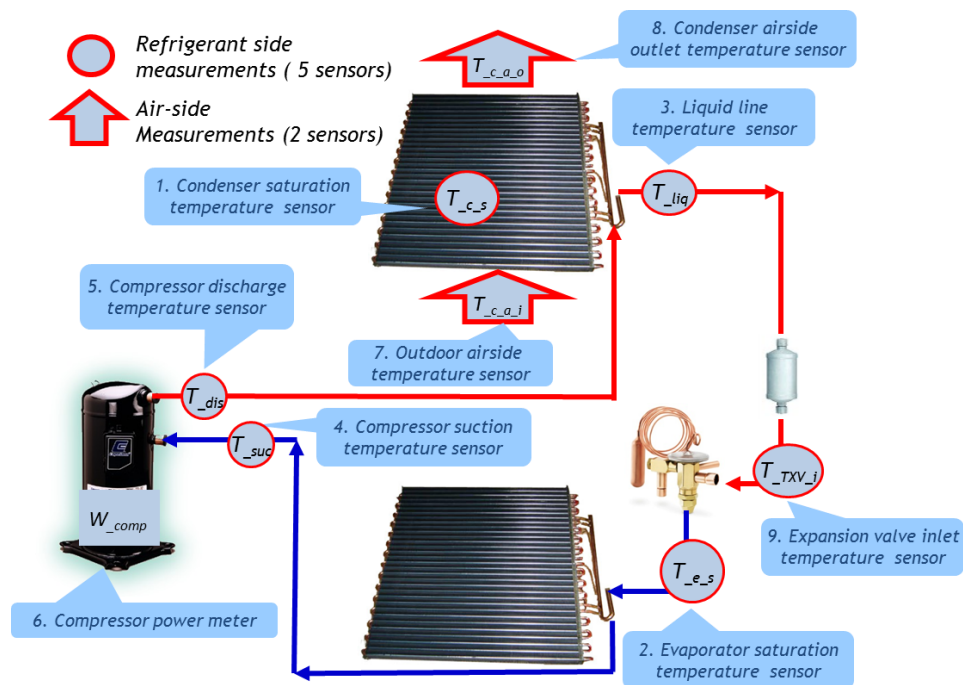 Refrigerant side
measurements ( 5 sensors)
Air-side
Measurements (2 sensors)
8. Condenser airside
outlet temperature sensor
T_c_a_o
3. Liquid line
temperature sensor
1. Condenser saturation
temperature sensor
T_c_s
T_liq
5. Compressor discharge
temperature sensor
T_c_a_i
7. Outdoor airside
temperature sensor
T_dis
4. Compressor suction
temperature sensor
T_suc
T_TXV_i
W_comp
9. Expansion valve inlet
temperature sensor
T_e_s
6. Compressor power meter
2. Evaporator saturation
temperature sensor